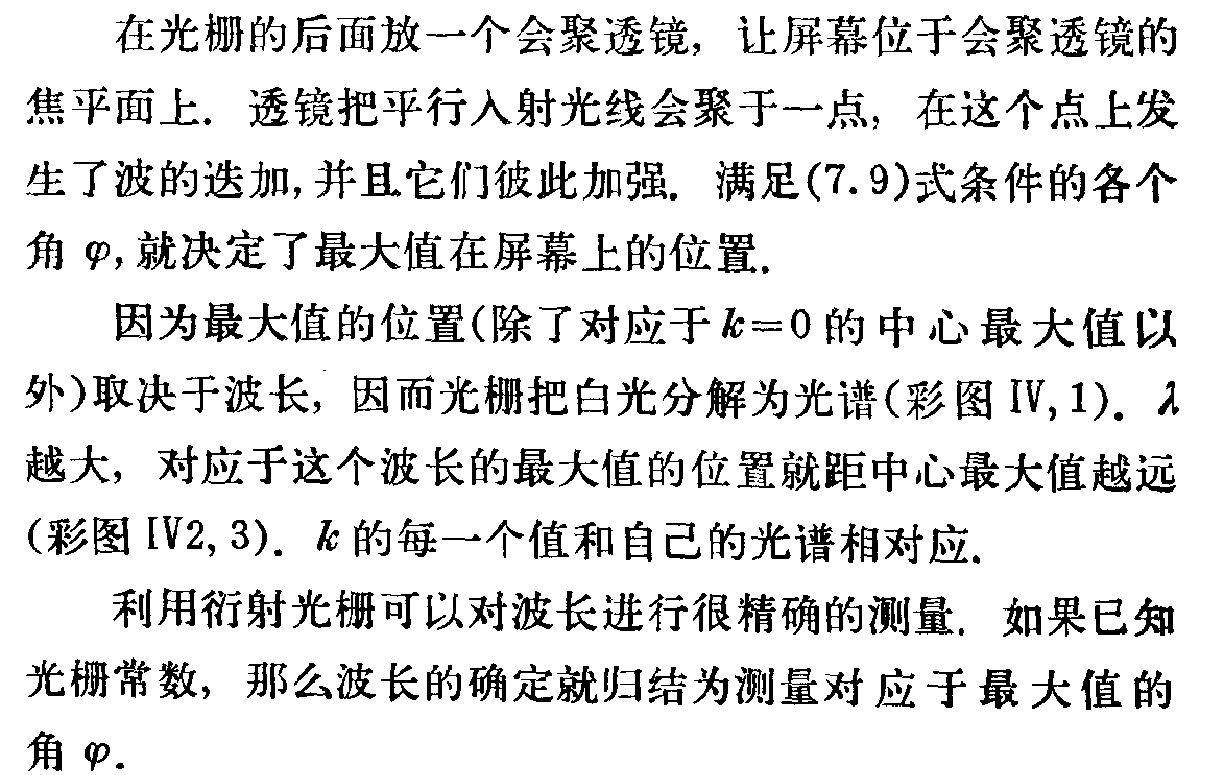 在光栅的后面放一个会聚透镜，让屏幕位于会聚透镜的
焦平面上．透镜把平行入射光线会聚于一点，在这个点上发
生了波的迭加，并且它们彼此加强．满足(7.9)式条件的各个
角 φ，就决定了最大值在屏幕上的位置．
因为最大值的位置(除了对应于 k=0 的中心最大值以
外)取决于波长，因而光栅把白光分解为光谱(彩图 IV, 1)．λ
越大，对应于这个波长的最大值的位置就距中心最大值越远
(彩图 IV2, 3)．k 的每一个值和自己的光谱相对应．
利用衍射光栅可以对波长进行很精确的测量．如果已知
光栅常数，那么波长的确定就归结为测量对应于最大值的
角 φ．